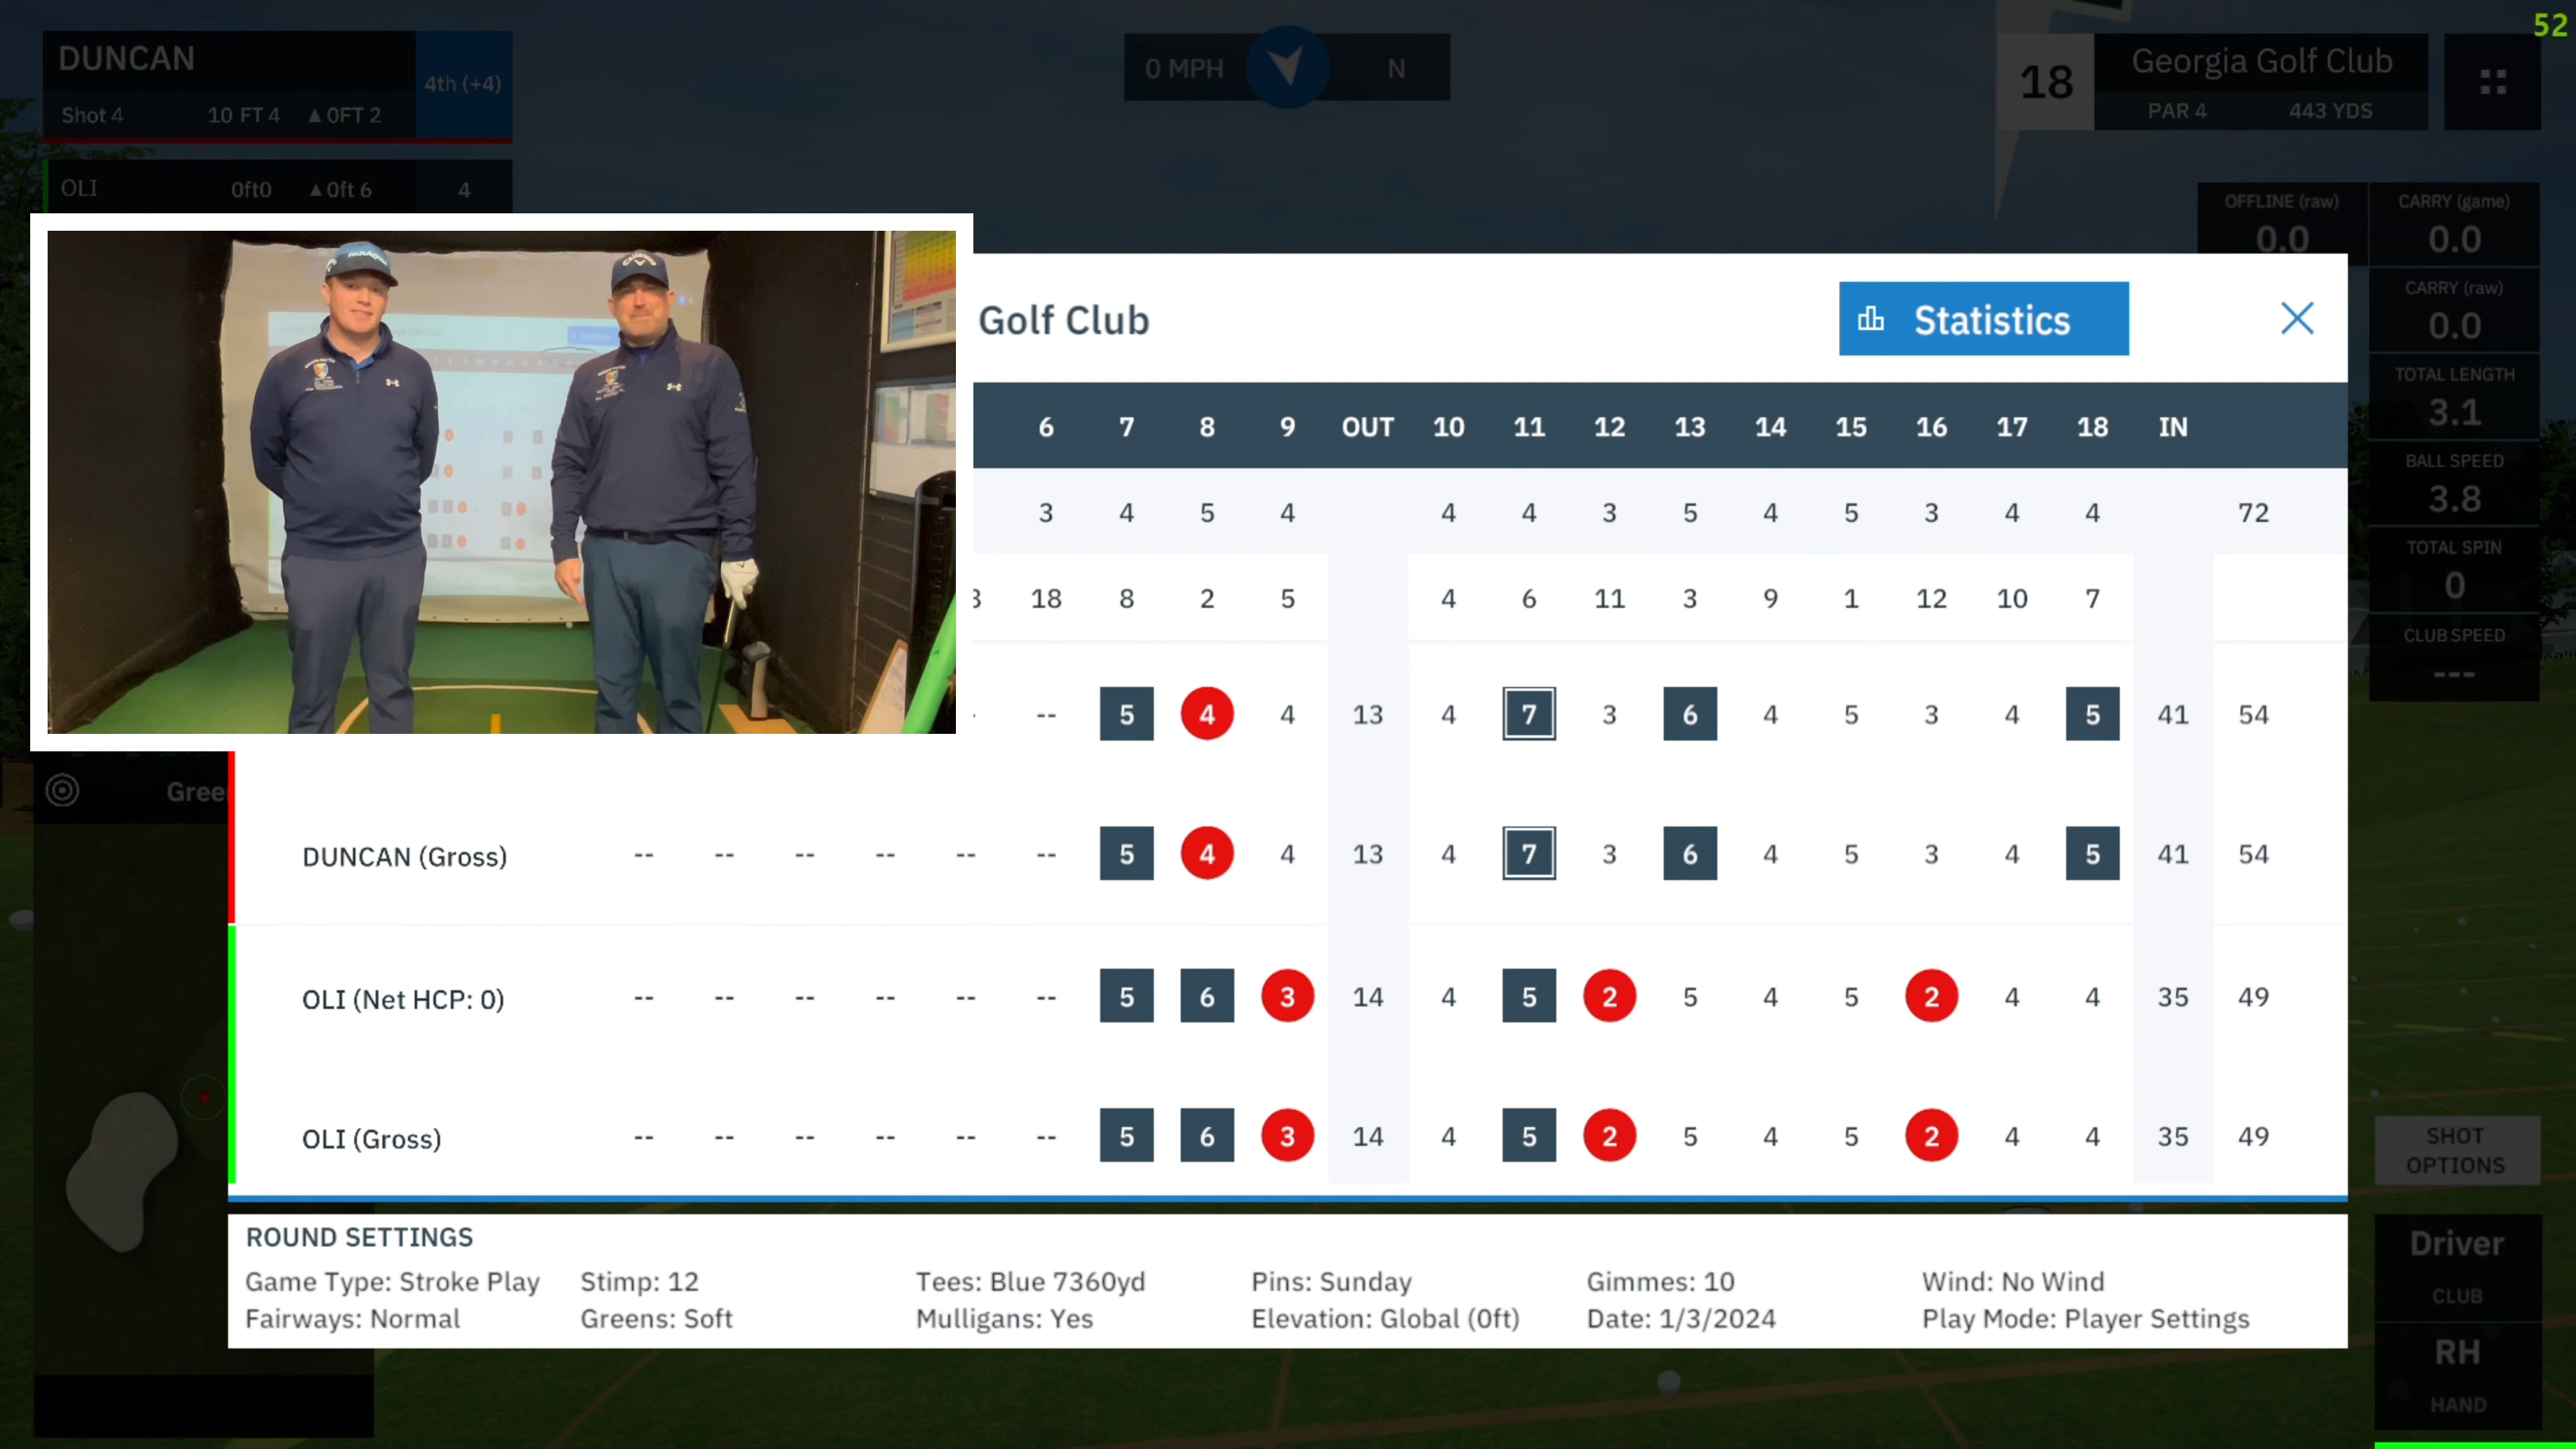 52
DUNCAN
4th (+4)
Shot 4 10 FT 4 ▲ 0FT 2
OLI 0ft0 ▲ 0ft 6 4
0 MPH N
18
Georgia Golf Club
PAR 4 443 YDS
OFFLINE (raw)
0.0
CARRY (game)
0.0
CARRY (raw)
0.0
TOTAL LENGTH
3.1
BALL SPEED
3.8
TOTAL SPIN
0
CLUB SPEED
---
Golf Club
Statistics
6 7 8 9 OUT 10 11 12 13 14 15 16 17 18 IN
3 4 5 4 4 4 3 5 4 5 3 4 4 72
3 18 8 2 5 4 6 11 3 9 1 12 10 7
-- 5 4 4 13 4 7 3 6 4 5 3 4 5 41 54
DUNCAN (Gross) -- -- -- -- -- -- 5 4 4 13 4 7 3 6 4 5 3 4 5 41 54
OLI (Net HCP: 0) -- -- -- -- -- -- 5 6 3 14 4 5 2 5 4 5 2 4 4 35 49
OLI (Gross) -- -- -- -- -- -- 5 6 3 14 4 5 2 5 4 5 2 4 4 35 49
Gree
ROUND SETTINGS
Game Type: Stroke Play Stimp: 12 Tees: Blue 7360yd Pins: Sunday Gimmes: 10 Wind: No Wind
Fairways: Normal Greens: Soft Mulligans: Yes Elevation: Global (0ft) Date: 1/3/2024 Play Mode: Player Settings
SHOT
OPTIONS
Driver
CLUB
RH
HAND